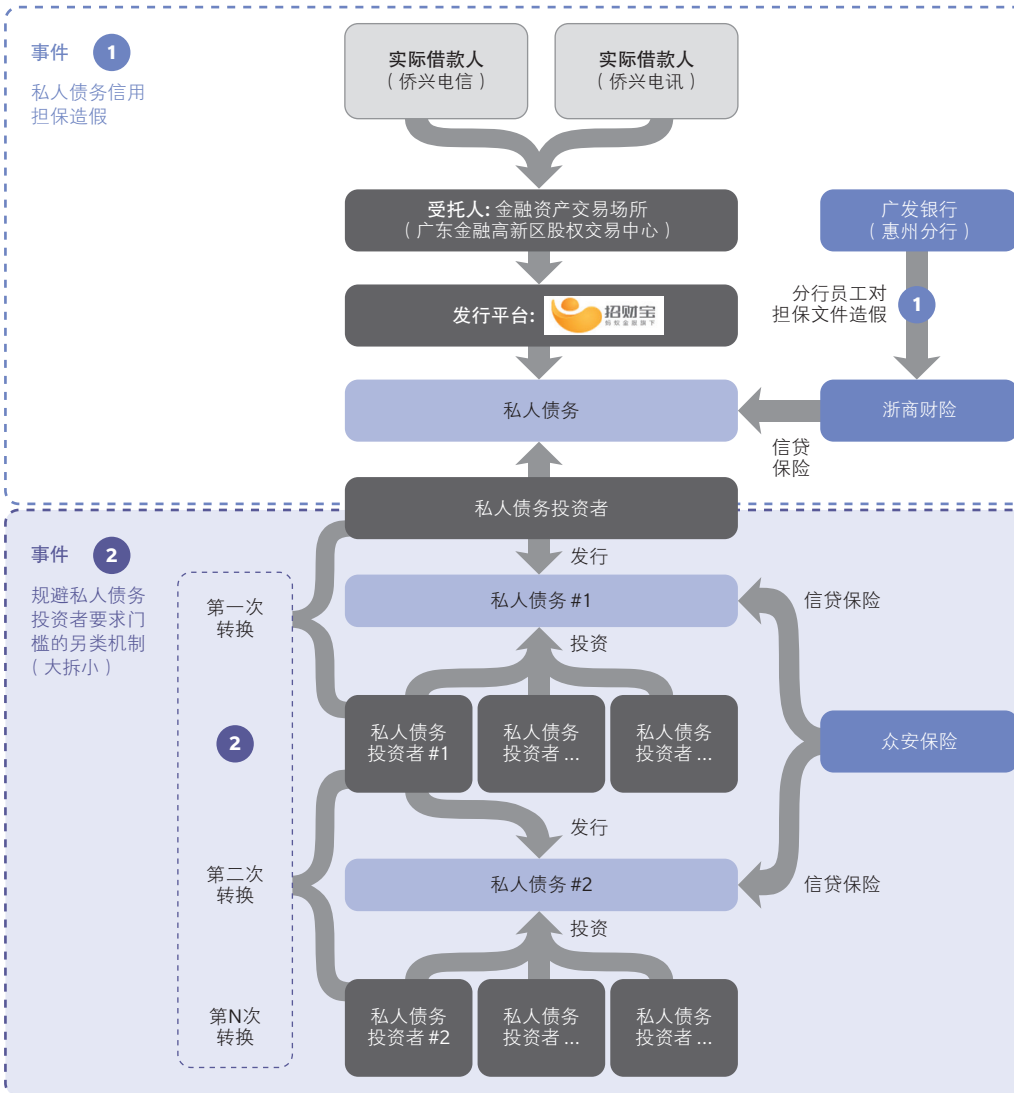 事件 1
私人债务信用
担保造假
实际借款人
（侨兴电信）
实际借款人
（侨兴电讯）
受托人: 金融资产交易场所
（广东金融高新区股权交易中心）
广发银行
（惠州分行）
发行平台: 招财宝
蚂蚁金服旗下
分行员工对
担保文件造假
1
私人债务
浙商财险
信贷
保险
私人债务投资者
事件 2
规避私人债务
投资者要求门
槛的另类机制
（大拆小）
发行
第一次
转换
私人债务 #1
信贷保险
投资
2
私人债务
投资者 #1
私人债务
投资者 ...
私人债务
投资者 ...
众安保险
发行
第二次
转换
私人债务 #2
信贷保险
投资
第N次
转换
私人债务
投资者 #2
私人债务
投资者 ...
私人债务
投资者 ...